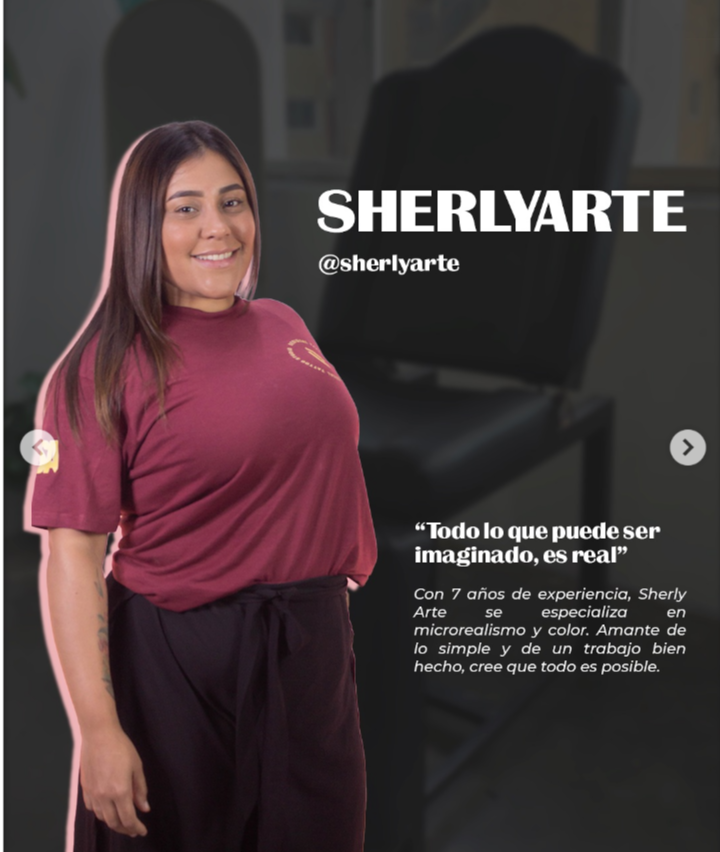 SHERLYARTE
@sherlyarte
“Todo lo que puede ser
imaginado, es real”
Con 7 años de experiencia, Sherly
Arte se especializa en
microrealismo y color. Amante de
lo simple y de un trabajo bien
hecho, cree que todo es posible.